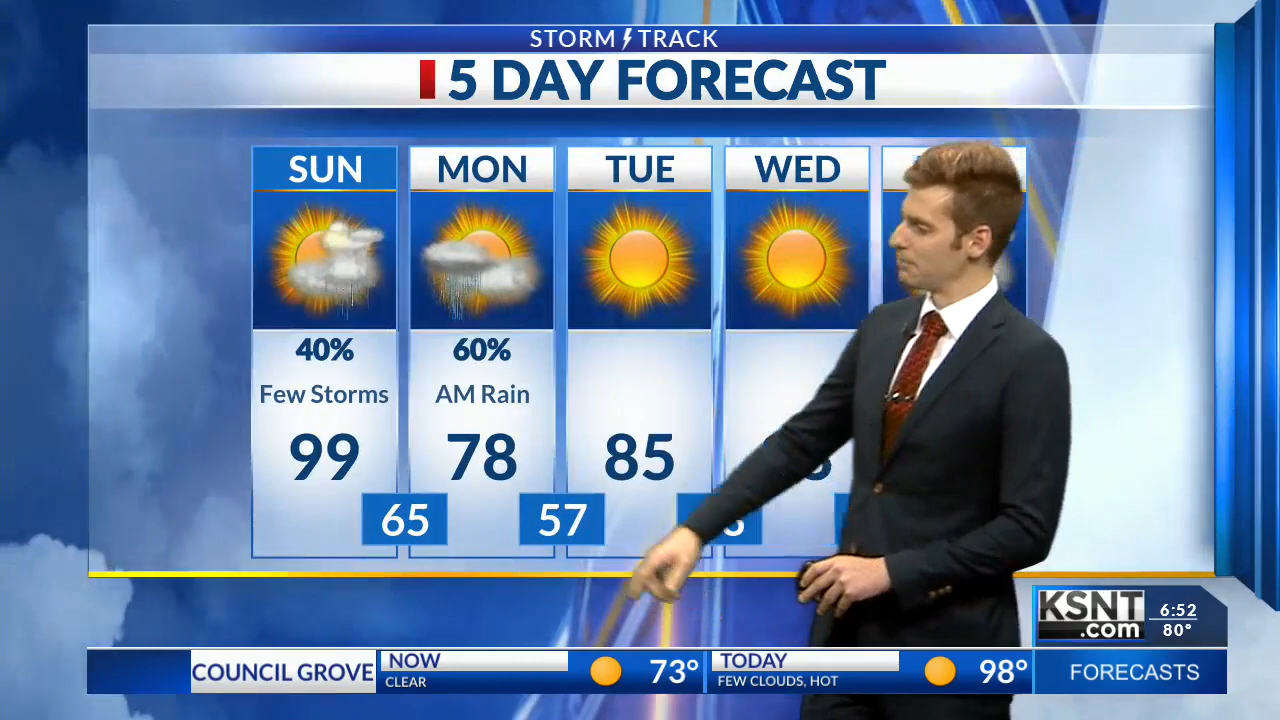 STORM TRACK
5 DAY FORECAST
SUN MON TUE WED
40% 60%
Few Storms AM Rain
99 78 85
65 57
KSNT
.com
6:52
80°
COUNCIL GROVE
NOW
CLEAR
73°
TODAY
FEW CLOUDS, HOT
98°
FORECASTS